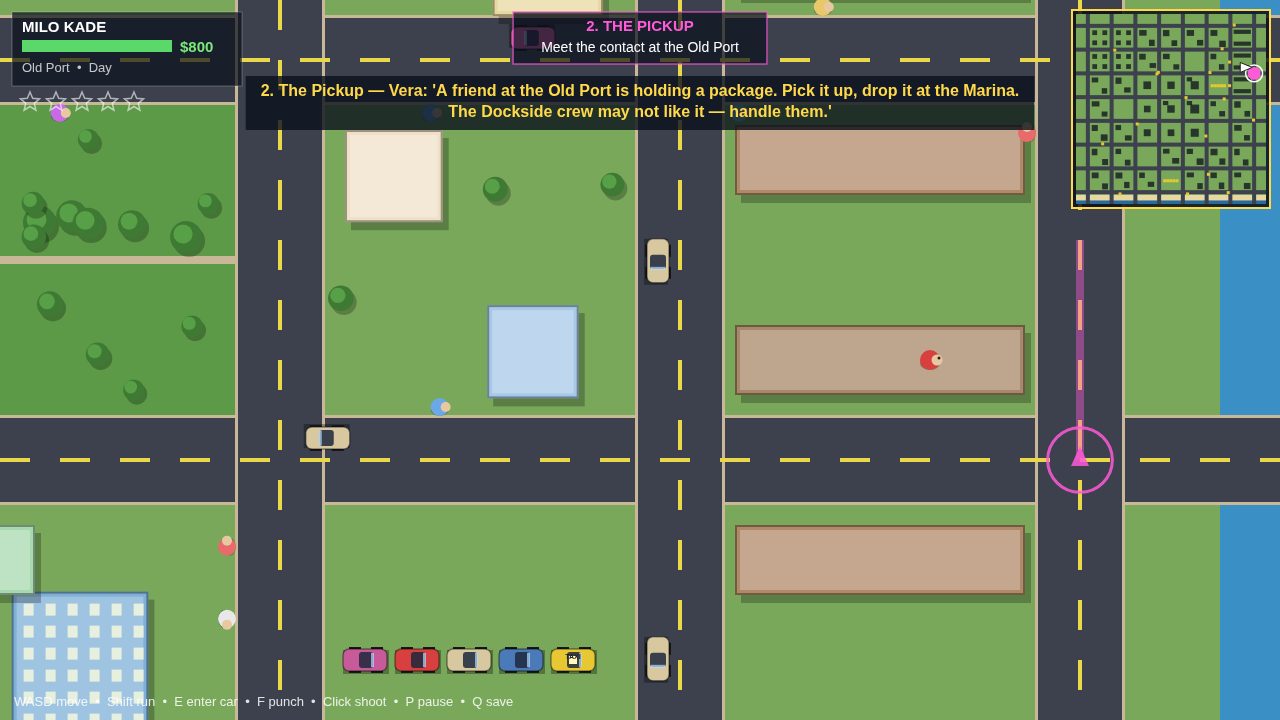 MILO KADE
$800
Old Port • Day
2. THE PICKUP
Meet the contact at the Old Port
2. The Pickup — Vera: 'A friend at the Old Port is holding a package. Pick it up, drop it at the Marina.
The Dockside crew may not like it — handle them.'
WASD move • Shift run • E enter car • F punch • Click shoot • P pause • Q save